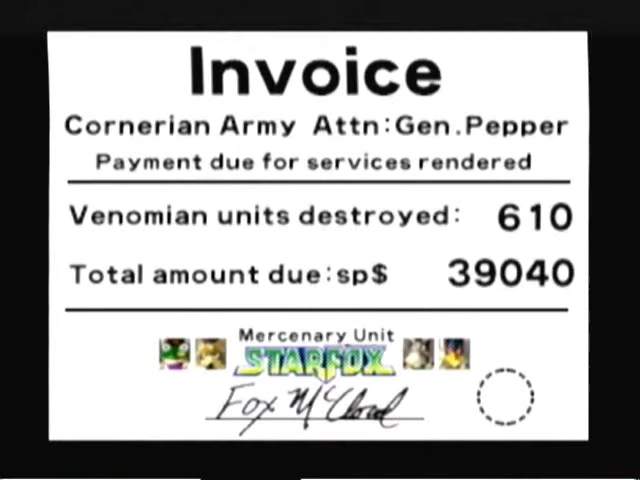 Invoice
Cornerian Army Attn:Gen.Pepper
Payment due for services rendered
Venomian units destroyed: 610
Total amount due:sp$ 39040
Mercenary Unit
STARFOX
Fox McCloud